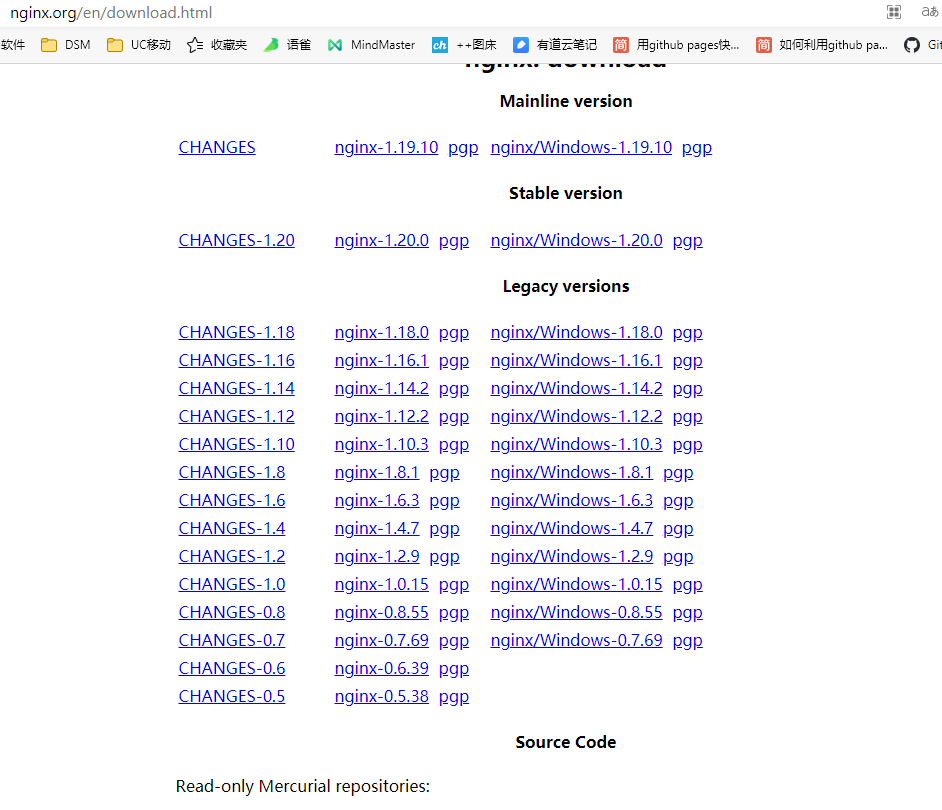 nginx.org/en/download.html
软件 DSM UC移动 收藏夹 语雀 MindMaster ++图床 有道云笔记 用github pages快... 如何利用github pa... Git
nginx: download
Mainline version
CHANGES nginx-1.19.10 pgp nginx/Windows-1.19.10 pgp
Stable version
CHANGES-1.20 nginx-1.20.0 pgp nginx/Windows-1.20.0 pgp
Legacy versions
CHANGES-1.18 nginx-1.18.0 pgp nginx/Windows-1.18.0 pgp
CHANGES-1.16 nginx-1.16.1 pgp nginx/Windows-1.16.1 pgp
CHANGES-1.14 nginx-1.14.2 pgp nginx/Windows-1.14.2 pgp
CHANGES-1.12 nginx-1.12.2 pgp nginx/Windows-1.12.2 pgp
CHANGES-1.10 nginx-1.10.3 pgp nginx/Windows-1.10.3 pgp
CHANGES-1.8 nginx-1.8.1 pgp nginx/Windows-1.8.1 pgp
CHANGES-1.6 nginx-1.6.3 pgp nginx/Windows-1.6.3 pgp
CHANGES-1.4 nginx-1.4.7 pgp nginx/Windows-1.4.7 pgp
CHANGES-1.2 nginx-1.2.9 pgp nginx/Windows-1.2.9 pgp
CHANGES-1.0 nginx-1.0.15 pgp nginx/Windows-1.0.15 pgp
CHANGES-0.8 nginx-0.8.55 pgp nginx/Windows-0.8.55 pgp
CHANGES-0.7 nginx-0.7.69 pgp nginx/Windows-0.7.69 pgp
CHANGES-0.6 nginx-0.6.39 pgp
CHANGES-0.5 nginx-0.5.38 pgp
Source Code
Read-only Mercurial repositories: